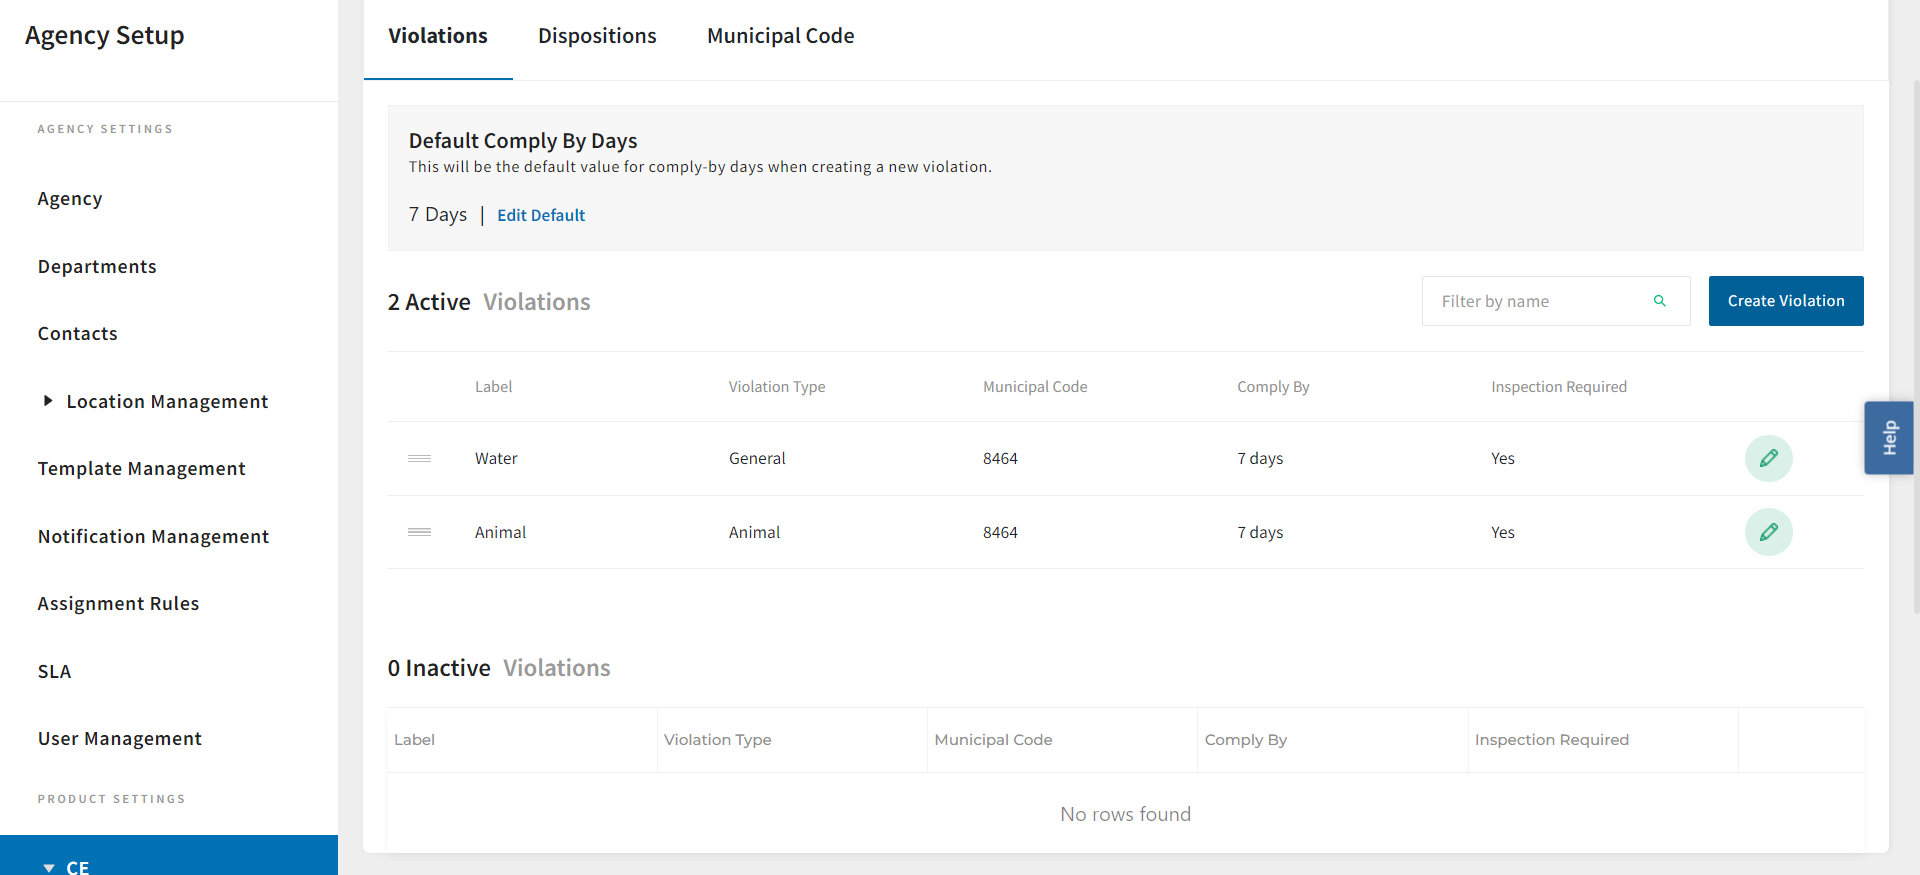 Agency Setup
AGENCY SETTINGS
Agency
Departments
Contacts
Location Management
Template Management
Notification Management
Assignment Rules
SLA
User Management
PRODUCT SETTINGS
CE
Violations Dispositions Municipal Code
Default Comply By Days
This will be the default value for comply-by days when creating a new violation.
7 Days | Edit Default
2 Active Violations
Filter by name
Create Violation
Label Violation Type Municipal Code Comply By Inspection Required
Water General 8464 7 days Yes
Animal Animal 8464 7 days Yes
0 Inactive Violations
Label Violation Type Municipal Code Comply By Inspection Required
No rows found
Help